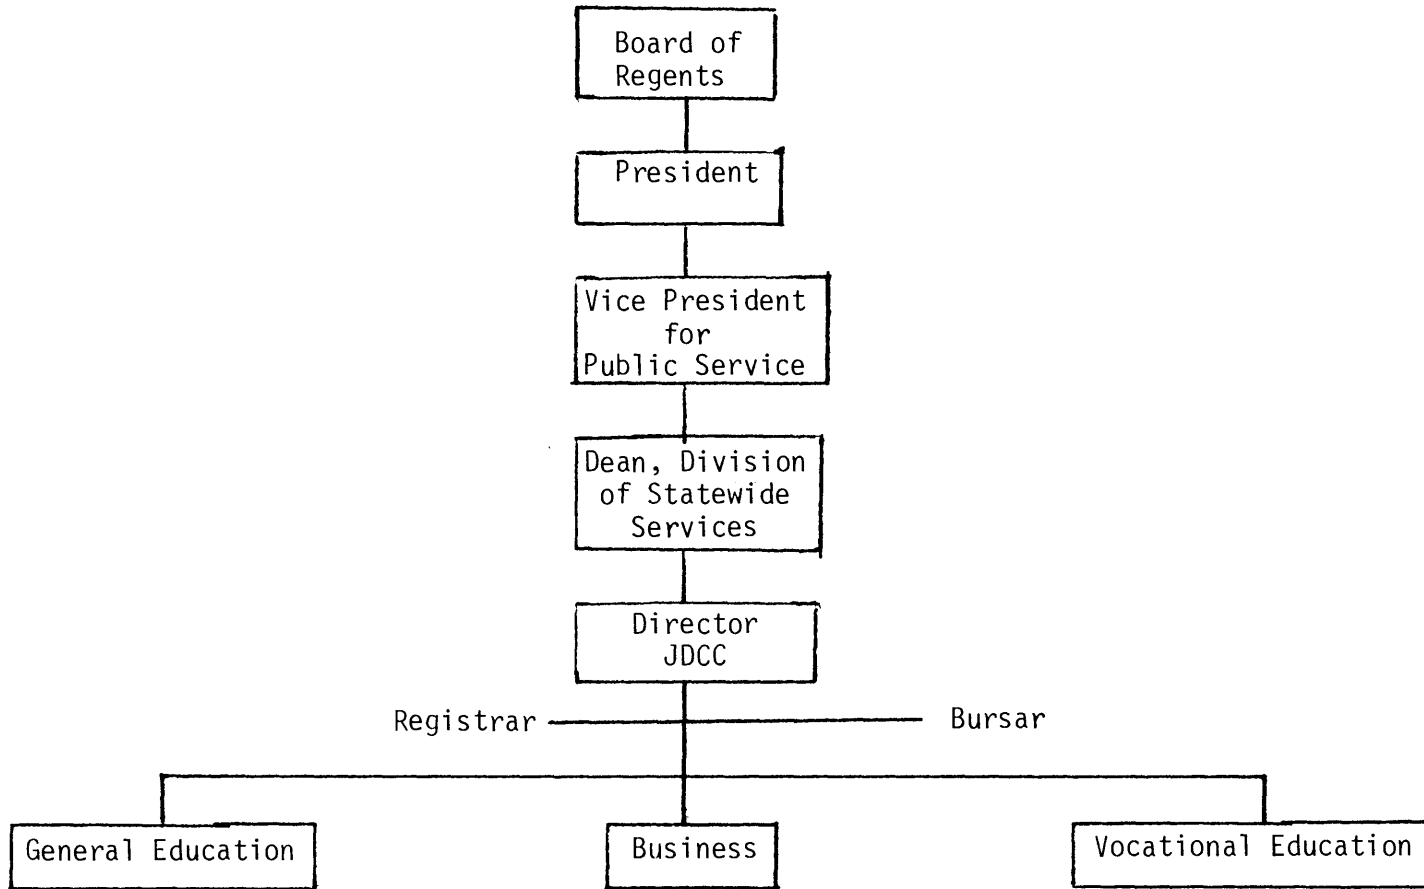 Board of
Regents
President
Vice President
for
Public Service
Dean, Division
of Statewide
Services
Director
JDCC
Registrar
Bursar
General Education
Business
Vocational Education